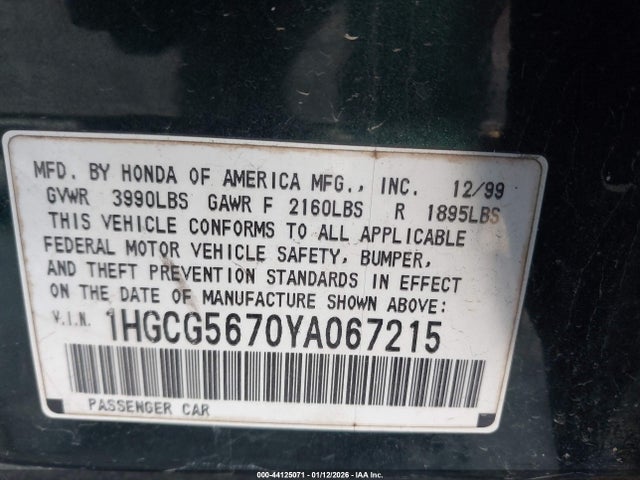 MFD. BY HONDA OF AMERICA MFG., INC. 12/99
GVWR 3990LBS GAWR F 2160LBS R 1895LBS
THIS VEHICLE CONFORMS TO ALL APPLICABLE
FEDERAL MOTOR VEHICLE SAFETY, BUMPER,
AND THEFT PREVENTION STANDARDS IN EFFECT
ON THE DATE OF MANUFACTURE SHOWN ABOVE:
V.I.N. 1HGCG5670YA067215
PASSENGER CAR
000-44125071 - 01/12/2026 - IAA Inc.